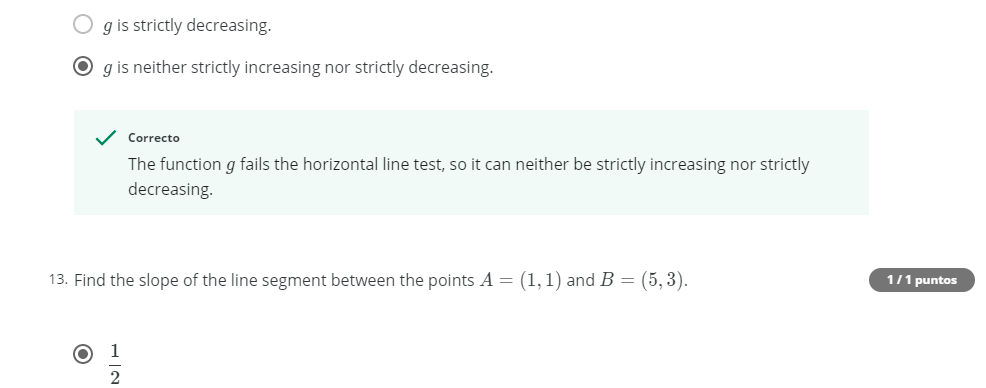 g is strictly decreasing.
g is neither strictly increasing nor strictly decreasing.
Correcto
The function g fails the horizontal line test, so it can neither be strictly increasing nor strictly
decreasing.
13. Find the slope of the line segment between the points A = (1, 1) and B = (5, 3).
1 / 1 puntos
1
2